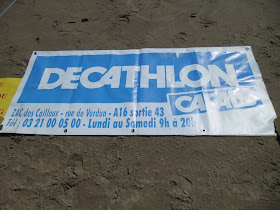 DECATHLON
CALAIS
ZAC des Cailloux - rue de Verdun - A16 sortie 43
Tél : 03 21 00 05 00 - Lundi au Samedi 9h à 20h